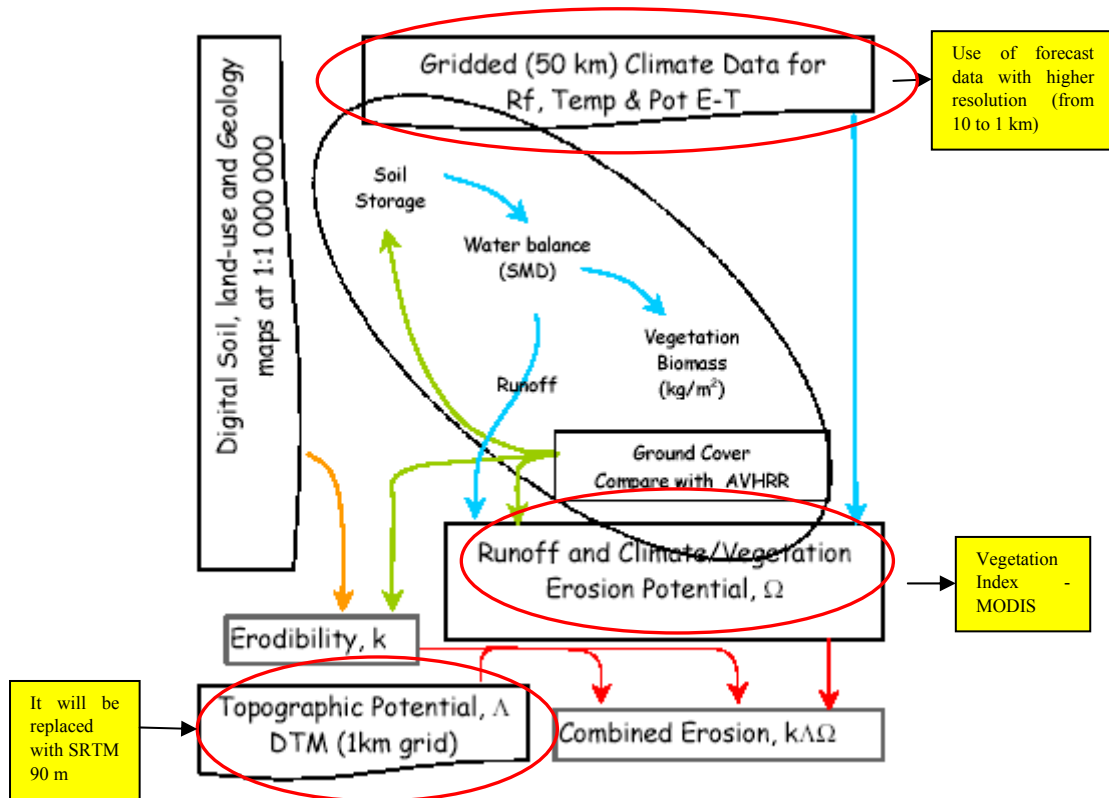 Digital Soil, land-use and Geology
maps at 1:1 000 000
Gridded (50 km) Climate Data for
Rf, Temp & Pot E-T
Use of forecast
data with higher
resolution (from
10 to 1 km)
Soil
Storage
Water balance
(SMD)
Vegetation
Biomass
(kg/m²)
Runoff
Ground Cover
Compare with AVHRR
Runoff and Climate/Vegetation
Erosion Potential, Ω
Vegetation
Index -
MODIS
Erodibility, k
It will be
replaced
with SRTM
90 m
Topographic Potential, Λ
DTM (1km grid)
Combined Erosion, kΛΩ